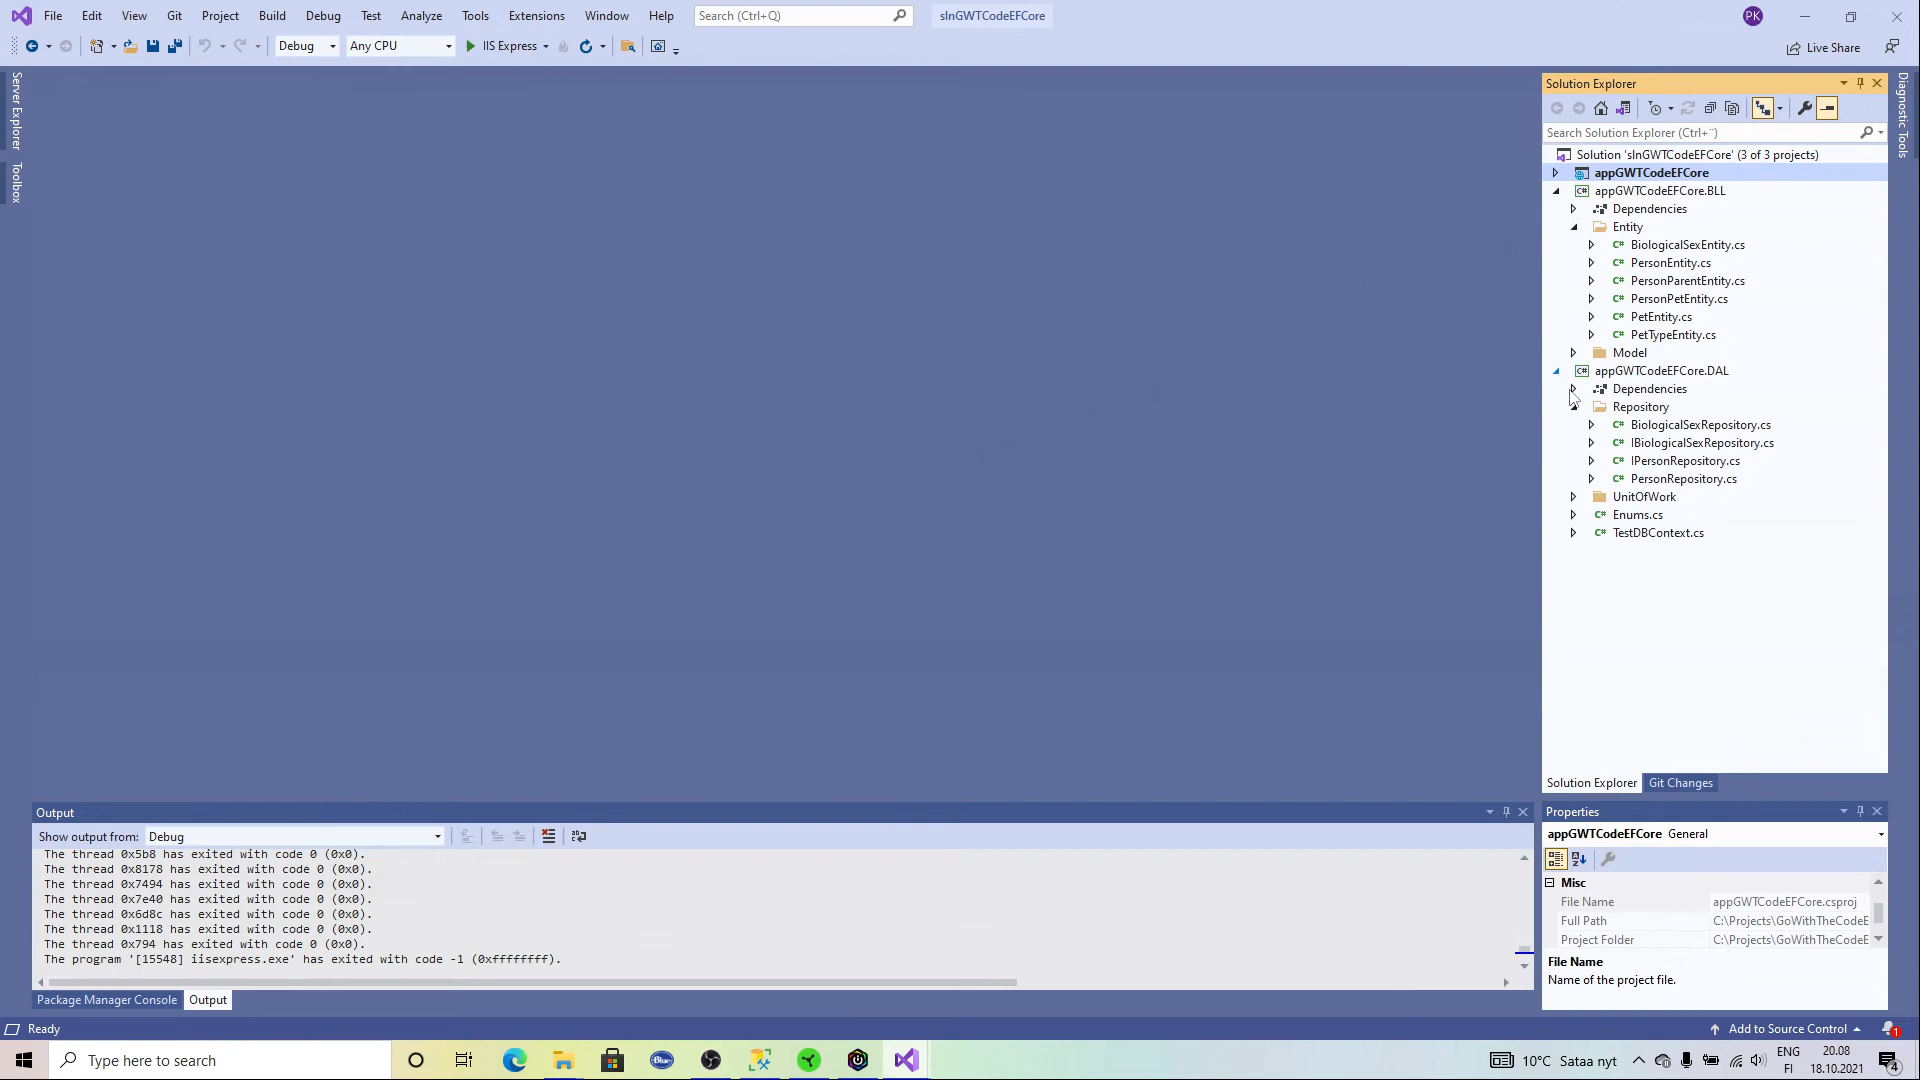 File Edit View Git Project Build Debug Test Analyze Tools Extensions Window Help Search (Ctrl+Q) slnGWTCodeEFCore PK
Debug Any CPU IIS Express Live Share
Server Explorer
Toolbox
Diagnostic Tools
Solution Explorer
Search Solution Explorer (Ctrl+¨)
Solution 'slnGWTCodeEFCore' (3 of 3 projects)
appGWTCodeEFCore
C# appGWTCodeEFCore.BLL
Dependencies
Entity
C# BiologicalSexEntity.cs
C# PersonEntity.cs
C# PersonParentEntity.cs
C# PersonPetEntity.cs
C# PetEntity.cs
C# PetTypeEntity.cs
Model
C# appGWTCodeEFCore.DAL
Dependencies
Repository
C# BiologicalSexRepository.cs
C# IBiologicalSexRepository.cs
C# IPersonRepository.cs
C# PersonRepository.cs
UnitOfWork
C# Enums.cs
C# TestDBContext.cs
Solution Explorer Git Changes
Output
Show output from: Debug
The thread 0x5b8 has exited with code 0 (0x0).
The thread 0x8178 has exited with code 0 (0x0).
The thread 0x7494 has exited with code 0 (0x0).
The thread 0x7e40 has exited with code 0 (0x0).
The thread 0x6d8c has exited with code 0 (0x0).
The thread 0x1118 has exited with code 0 (0x0).
The thread 0x794 has exited with code 0 (0x0).
The program '[15548] iisexpress.exe' has exited with code -1 (0xffffffff).
Package Manager Console Output
Properties
appGWTCodeEFCore General
Misc
File Name appGWTCodeEFCore.csproj
Full Path C:\Projects\GoWithTheCodeE
Project Folder C:\Projects\GoWithTheCodeE
File Name
Name of the project file.
Ready Add to Source Control 1
Type here to search Blue 10°C Sataa nyt ENG FI 20.08 18.10.2021 4